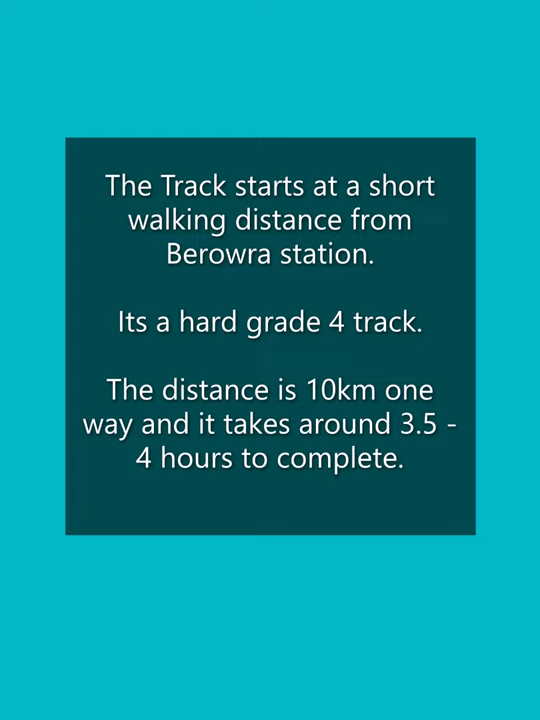 The Track starts at a short
walking distance from
Berowra station.
Its a hard grade 4 track.
The distance is 10km one
way and it takes around 3.5 -
4 hours to complete.